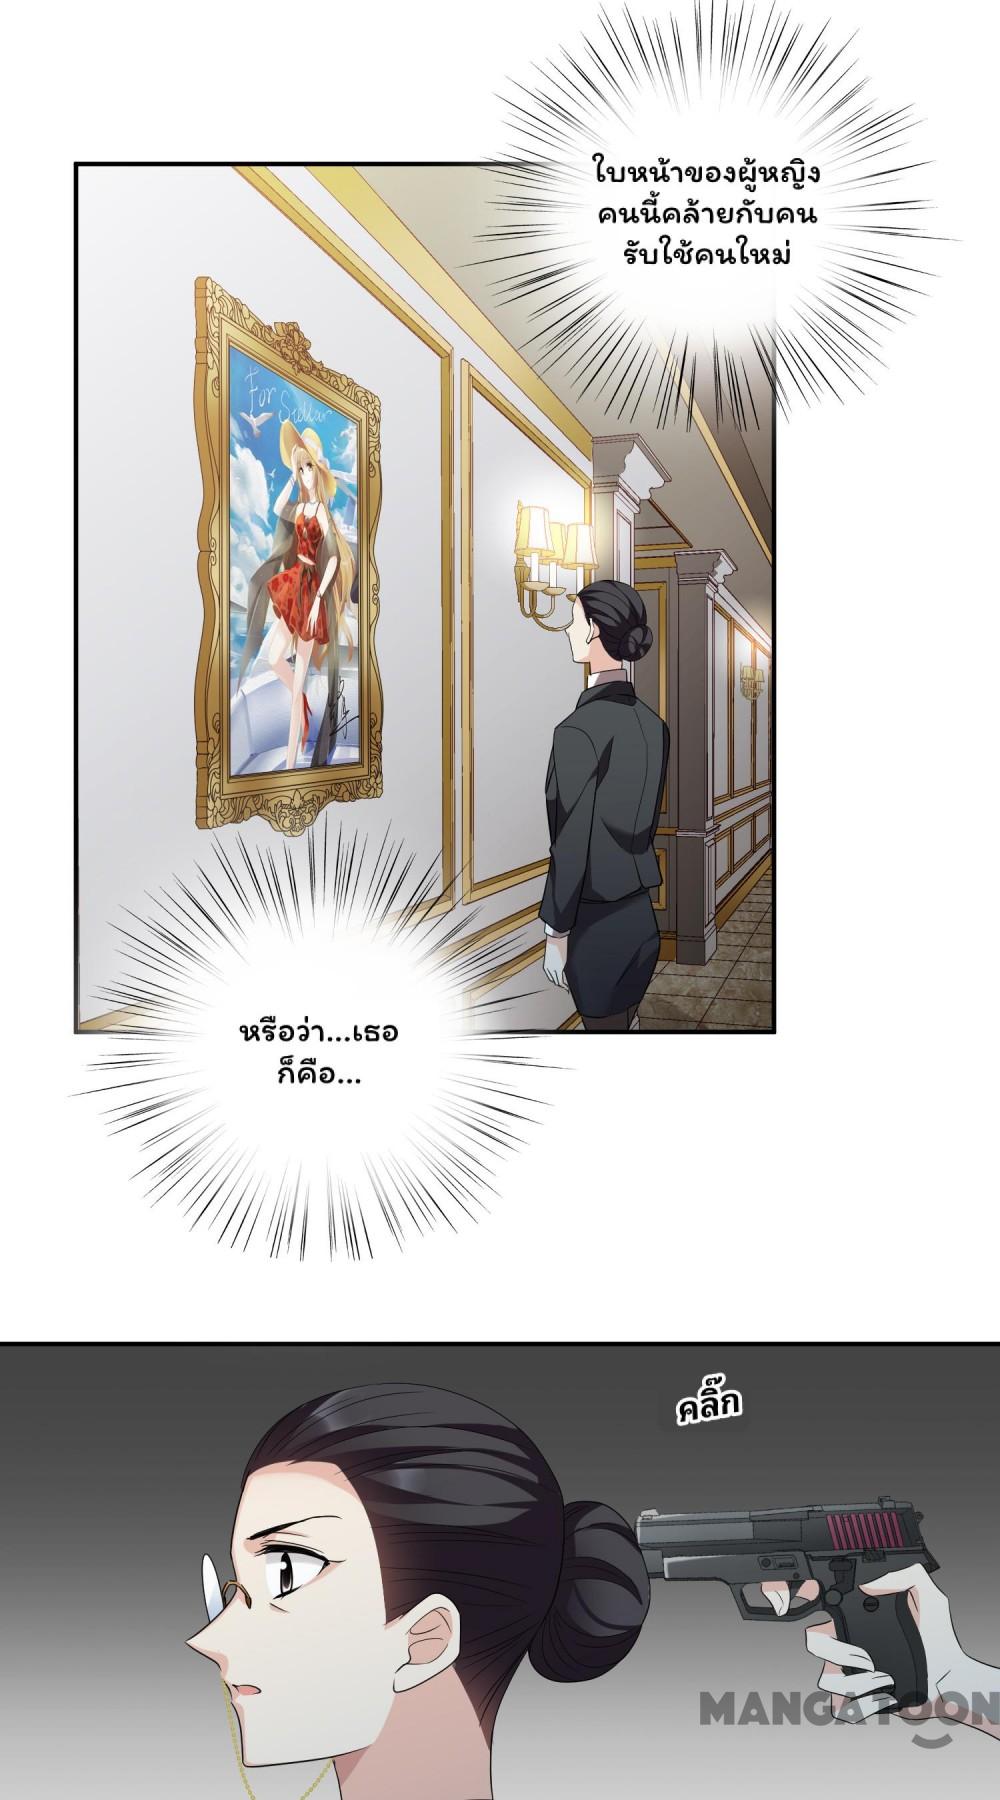 ใบหน้าของผู้หญิง
คนนี้คล้ายกับคน
รับใช้คนใหม่
For Stellar
หรือว่า...เธอ
ก็คือ...
คลิ๊ก
MANGATOON